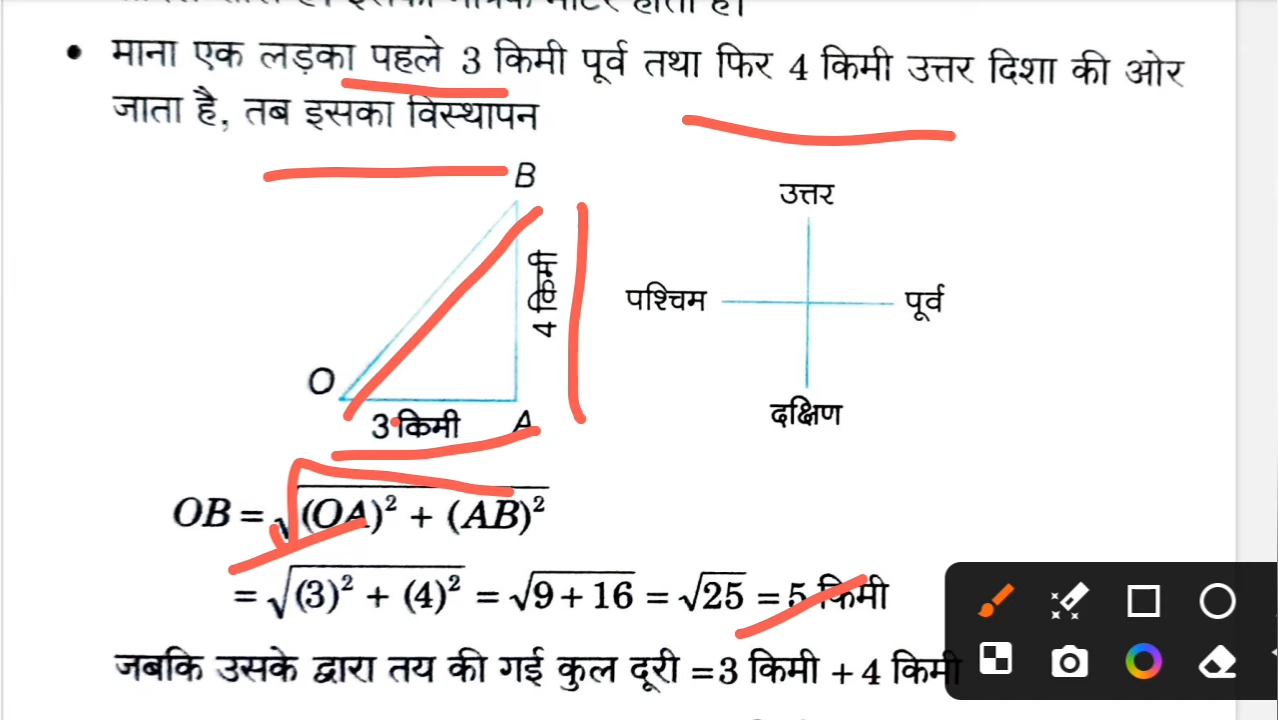 • माना एक लड़का पहले 3 किमी पूर्व तथा फिर 4 किमी उत्तर दिशा की ओर
जाता है, तब इसका विस्थापन
B
4 किमी
O
3 किमी
A
उत्तर
पश्चिम
पूर्व
दक्षिण
OB = √(OA)² + (AB)²
= √(3)² + (4)² = √9 + 16 = √25 = 5 किमी
जबकि उसके द्वारा तय की गई कुल दूरी = 3 किमी + 4 किमी